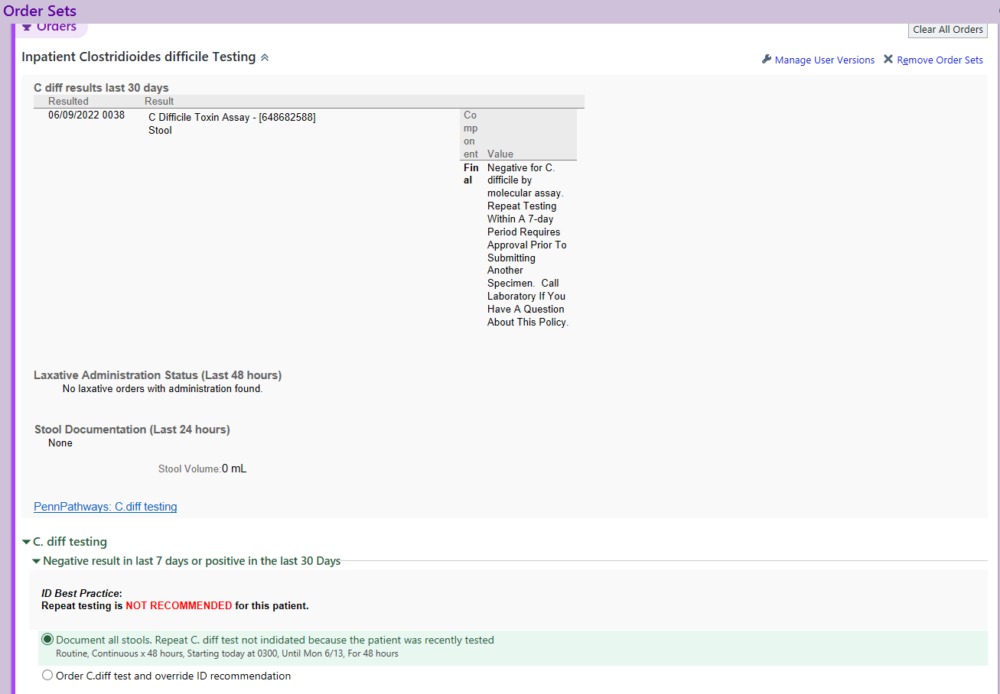 Order Sets
Orders
Clear All Orders
Inpatient Clostridioides difficile Testing
Manage User Versions
Remove Order Sets
C diff results last 30 days
Resulted Result
06/09/2022 0038
C Difficile Toxin Assay - [648682588]
Stool
Co
mp
on
ent Value
Fin
al
Negative for C.
difficile by
molecular assay.
Repeat Testing
Within A 7-day
Period Requires
Approval Prior To
Submitting
Another
Specimen. Call
Laboratory If You
Have A Question
About This Policy.
Laxative Administration Status (Last 48 hours)
No laxative orders with administration found.
Stool Documentation (Last 24 hours)
None
Stool Volume:0 mL
PennPathways: C.diff testing
C. diff testing
Negative result in last 7 days or positive in the last 30 Days
ID Best Practice:
Repeat testing is NOT RECOMMENDED for this patient.
Document all stools. Repeat C. diff test not indidated because the patient was recently tested
Routine, Continuous x 48 hours, Starting today at 0300, Until Mon 6/13, For 48 hours
Order C.diff test and override ID recommendation